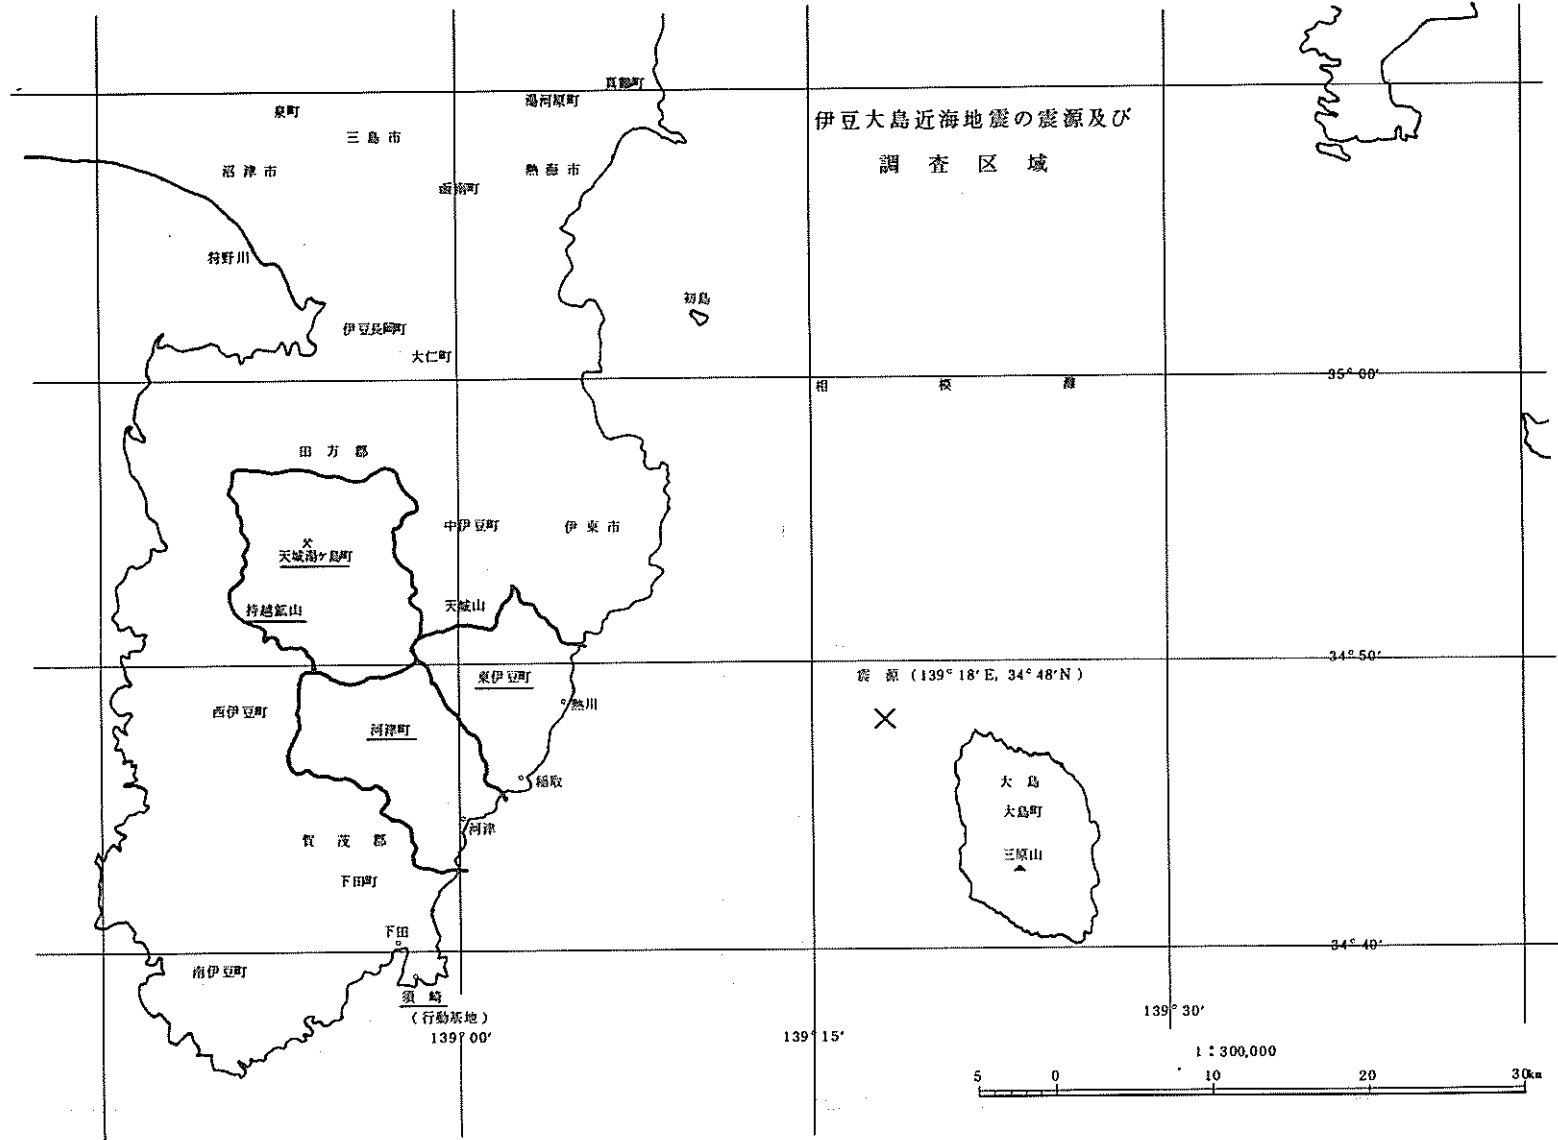 真鶴町
湯河原町
泉町
伊豆大島近海地震の震源及び
三島市
調査区域
沼津市
熱海市
函南町
狩野川
初島
伊豆長岡町
大仁町
35°00′
相模灘
田方郡
中伊豆町
伊東市
天城湯ケ島町
持越鉱山
天城山
34°50′
震源(139°18′E, 34°48′N)
東伊豆町
熱川
西伊豆町
河津町
稲取
大島
大島町
河津
賀茂郡
三原山
下田町
下田
34°40′
南伊豆町
須崎
(行動基地)
139°00′
139°15′
139°30′
1:300,000
5 0 10 20 30km